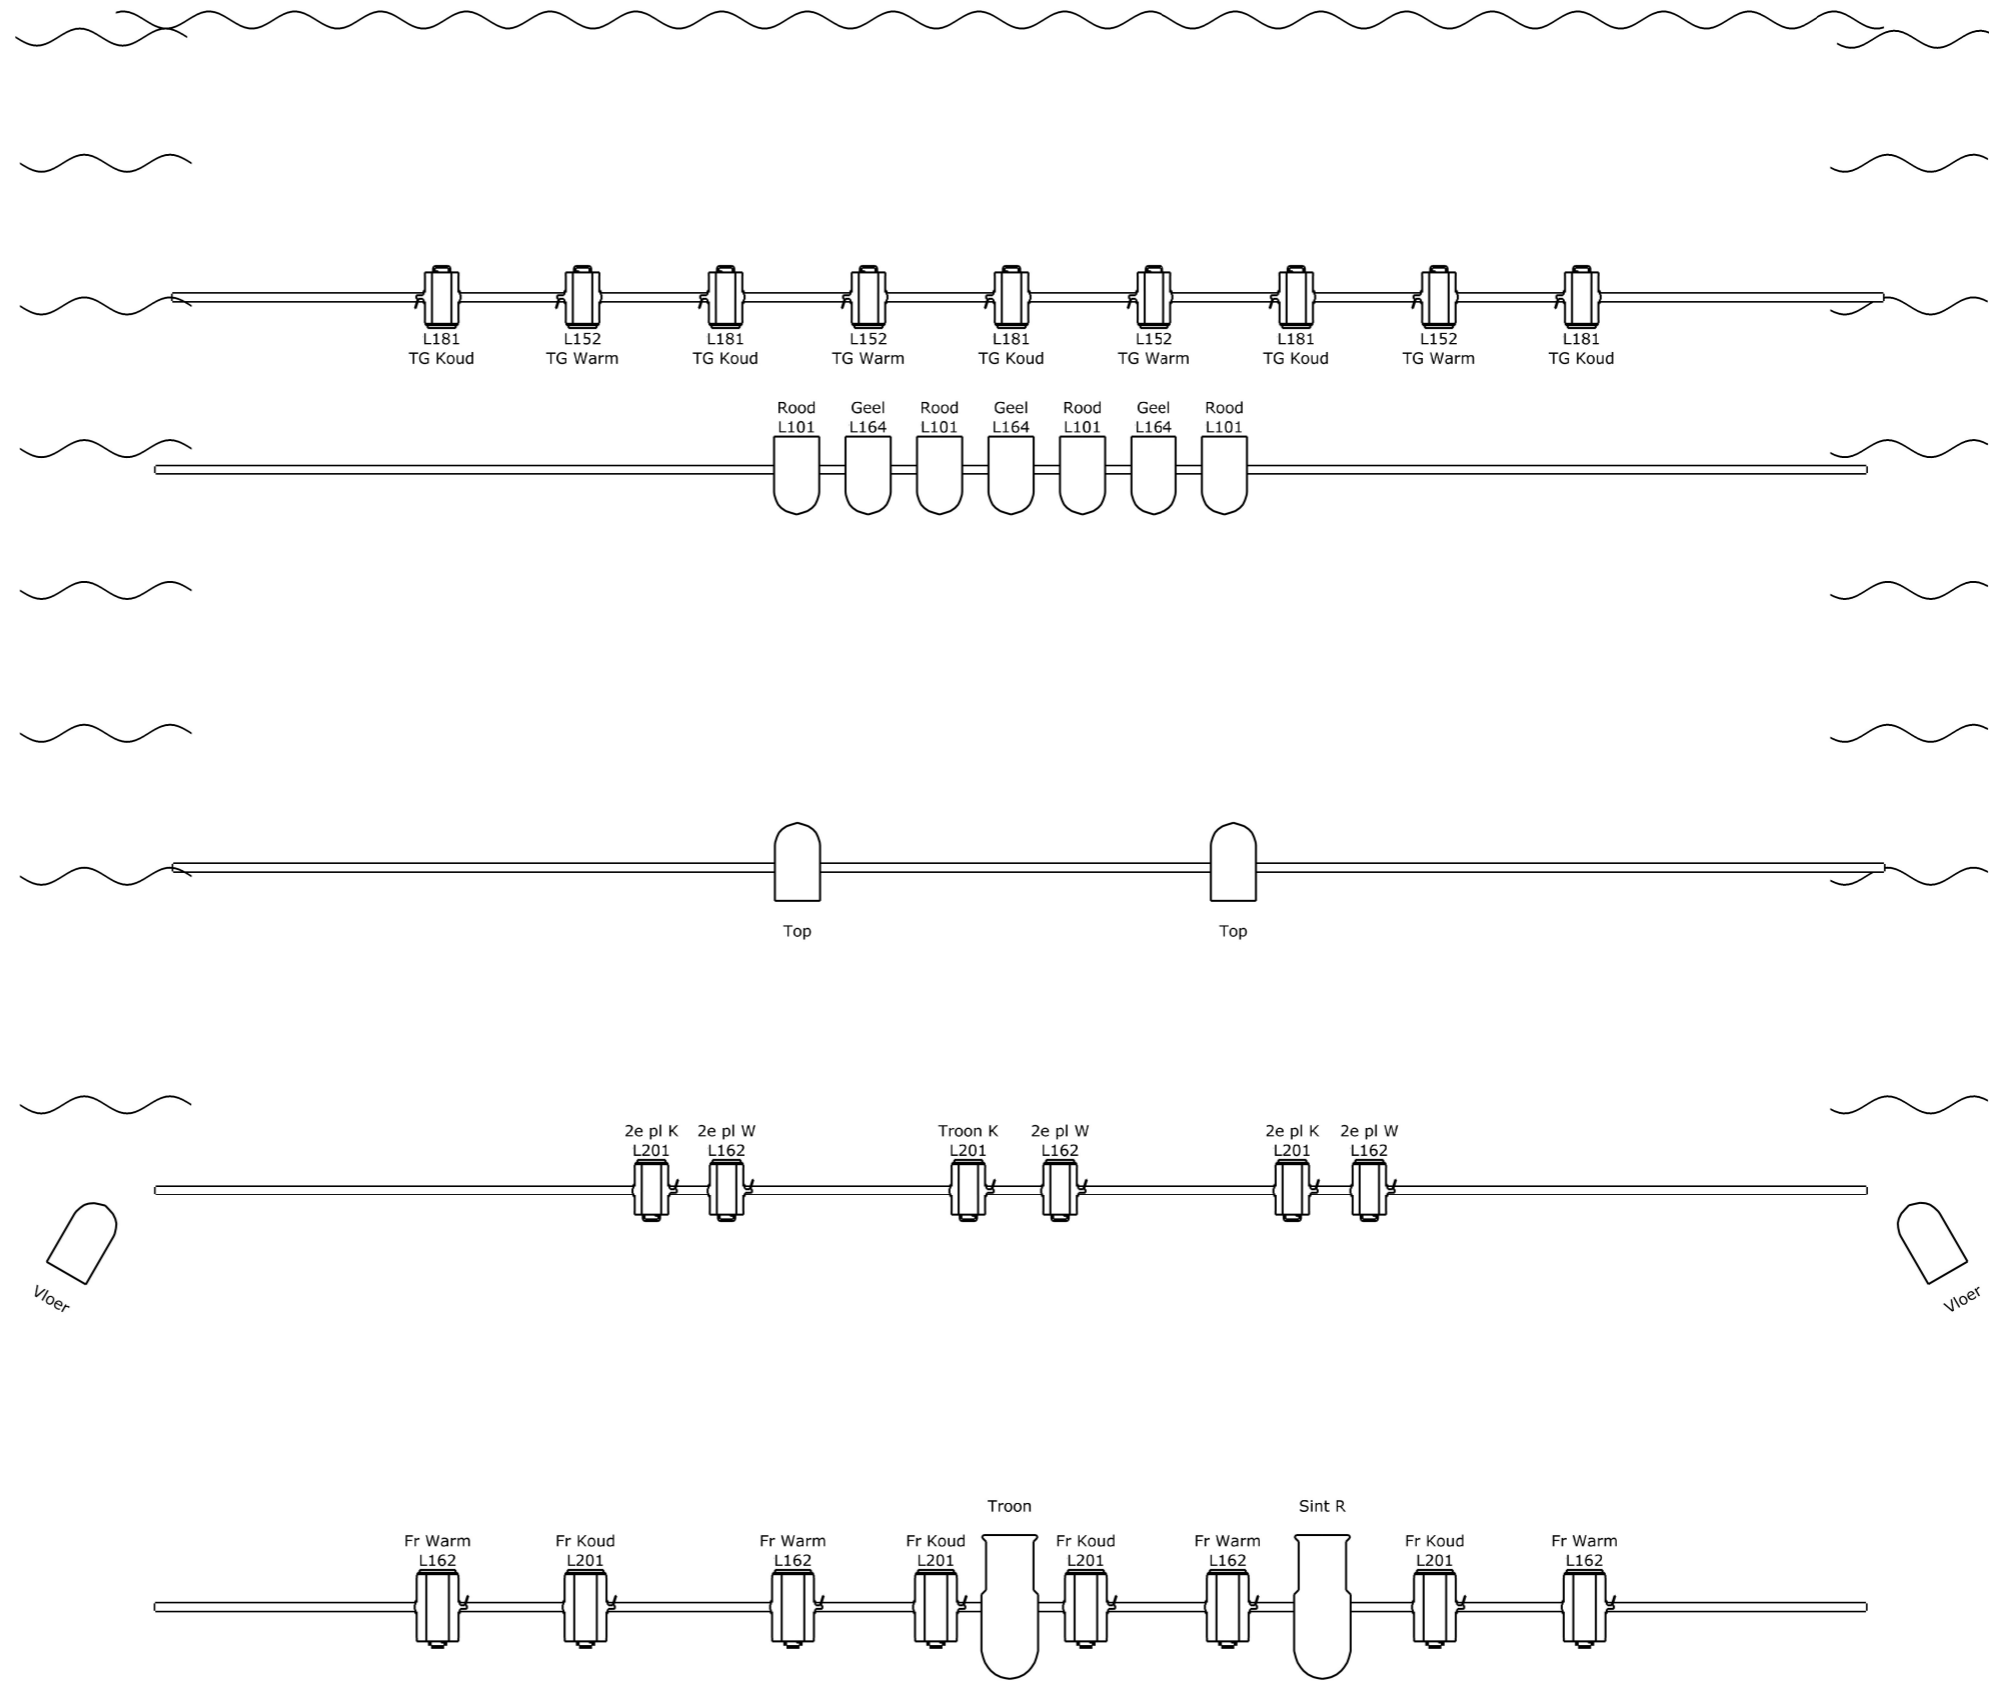 L181 L152 L181 L152 L181 L152 L181 L152 L181
TG Koud TG Warm TG Koud TG Warm TG Koud TG Warm TG Koud TG Warm TG Koud
Rood Geel Rood Geel Rood Geel Rood
L101 L164 L101 L164 L101 L164 L101
Top Top
2e pl K 2e pl W Troon K 2e pl W 2e pl K 2e pl W
L201 L162 L201 L162 L201 L162
Vloer Vloer
Troon Sint R
Fr Warm Fr Koud Fr Warm Fr Koud Fr Koud Fr Warm Fr Koud Fr Warm
L162 L201 L162 L201 L201 L162 L201 L162